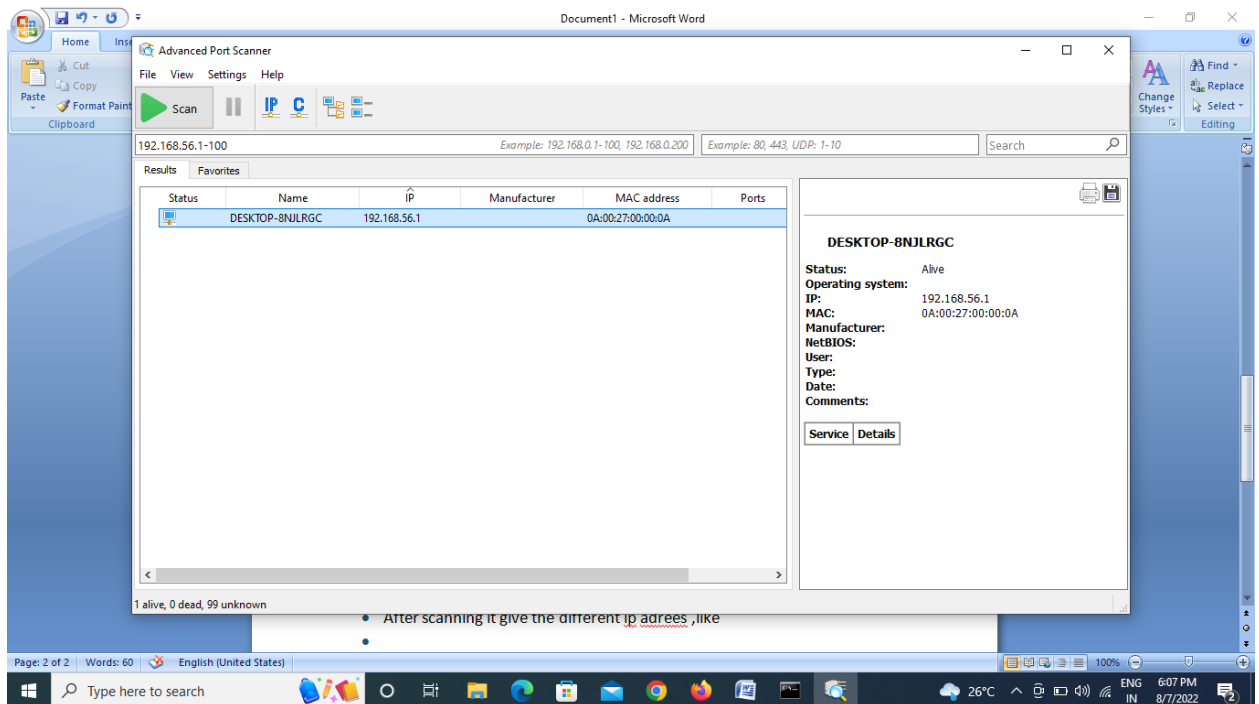 Document1 - Microsoft Word
Home Inse
Cut
Copy
Paste
Format Paint
Clipboard
Find
Replace
Change Styles
Select
Editing
Advanced Port Scanner
File View Settings Help
Scan IP C
192.168.56.1-100 Example: 192.168.0.1-100, 192.168.0.200 Example: 80, 443, UDP: 1-10 Search
Results Favorites
Status Name IP Manufacturer MAC address Ports
DESKTOP-8NJLRGC 192.168.56.1 0A:00:27:00:00:0A
DESKTOP-8NJLRGC
Status: Alive
Operating system:
IP: 192.168.56.1
MAC: 0A:00:27:00:00:0A
Manufacturer:
NetBIOS:
User:
Type:
Date:
Comments:
Service Details
1 alive, 0 dead, 99 unknown
After scanning it give the different ip adrees ,like
Page: 2 of 2 Words: 60 English (United States) 100%
Type here to search 26°C ENG 6:07 PM
IN 8/7/2022 2